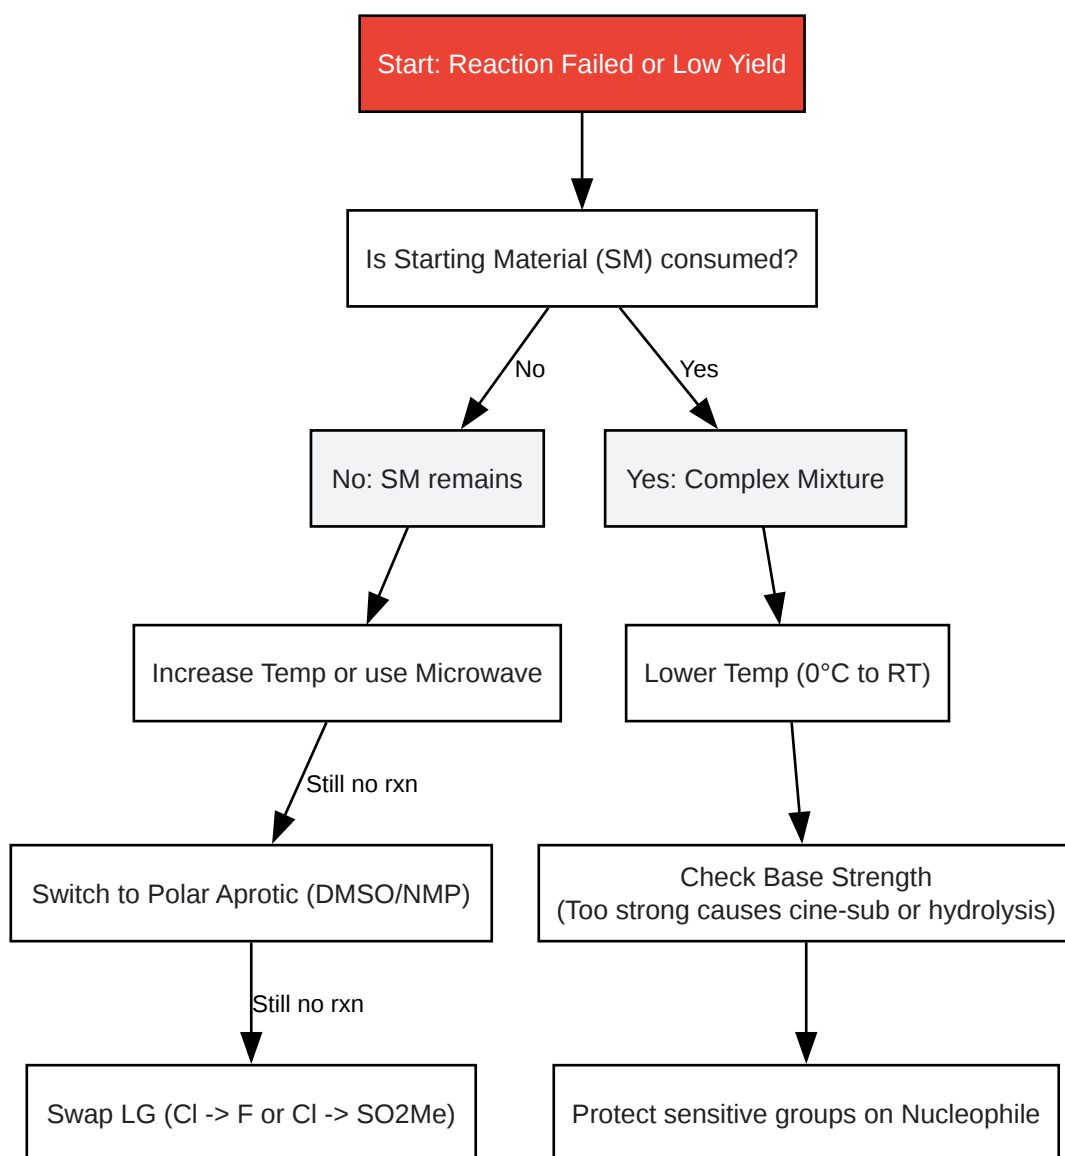 Start: Reaction Failed or Low Yield
Is Starting Material (SM) consumed?
No
Yes
No: SM remains
Yes: Complex Mixture
Increase Temp or use Microwave
Lower Temp (0°C to RT)
Still no rxn
Switch to Polar Aprotic (DMSO/NMP)
Check Base Strength
(Too strong causes cine-sub or hydrolysis)
Still no rxn
Swap LG (Cl -> F or Cl -> SO2Me)
Protect sensitive groups on Nucleophile